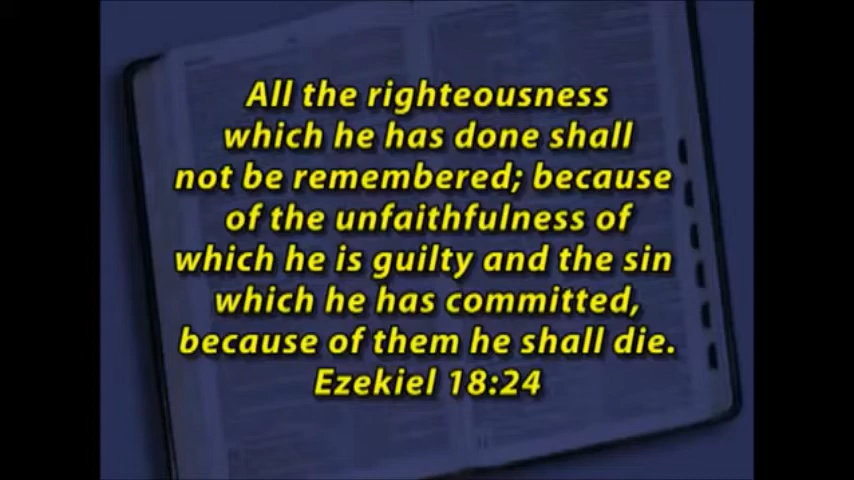 All the righteousness
which he has done shall
not be remembered; because
of the unfaithfulness of
which he is guilty and the sin
which he has committed,
because of them he shall die.
Ezekiel 18:24